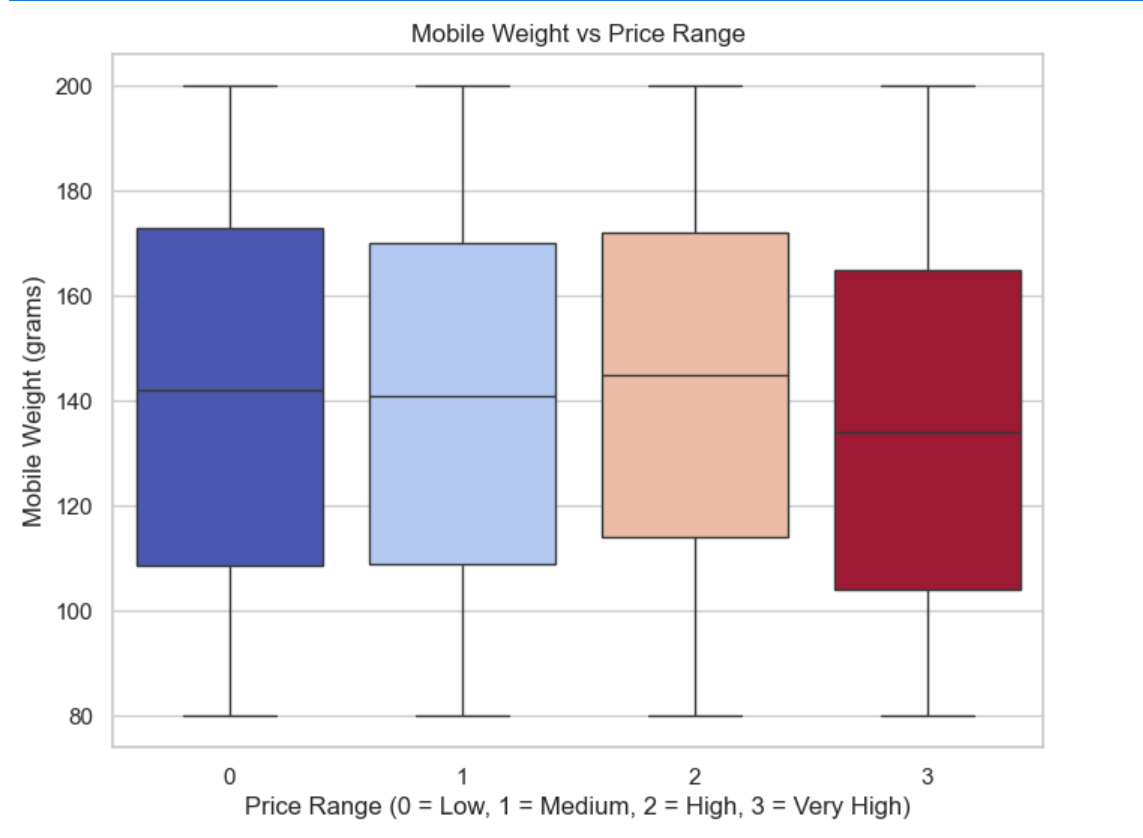 Mobile Weight vs Price Range
200
180
160
140
120
100
80
Mobile Weight (grams)
0 1 2 3
Price Range (0 = Low, 1 = Medium, 2 = High, 3 = Very High)